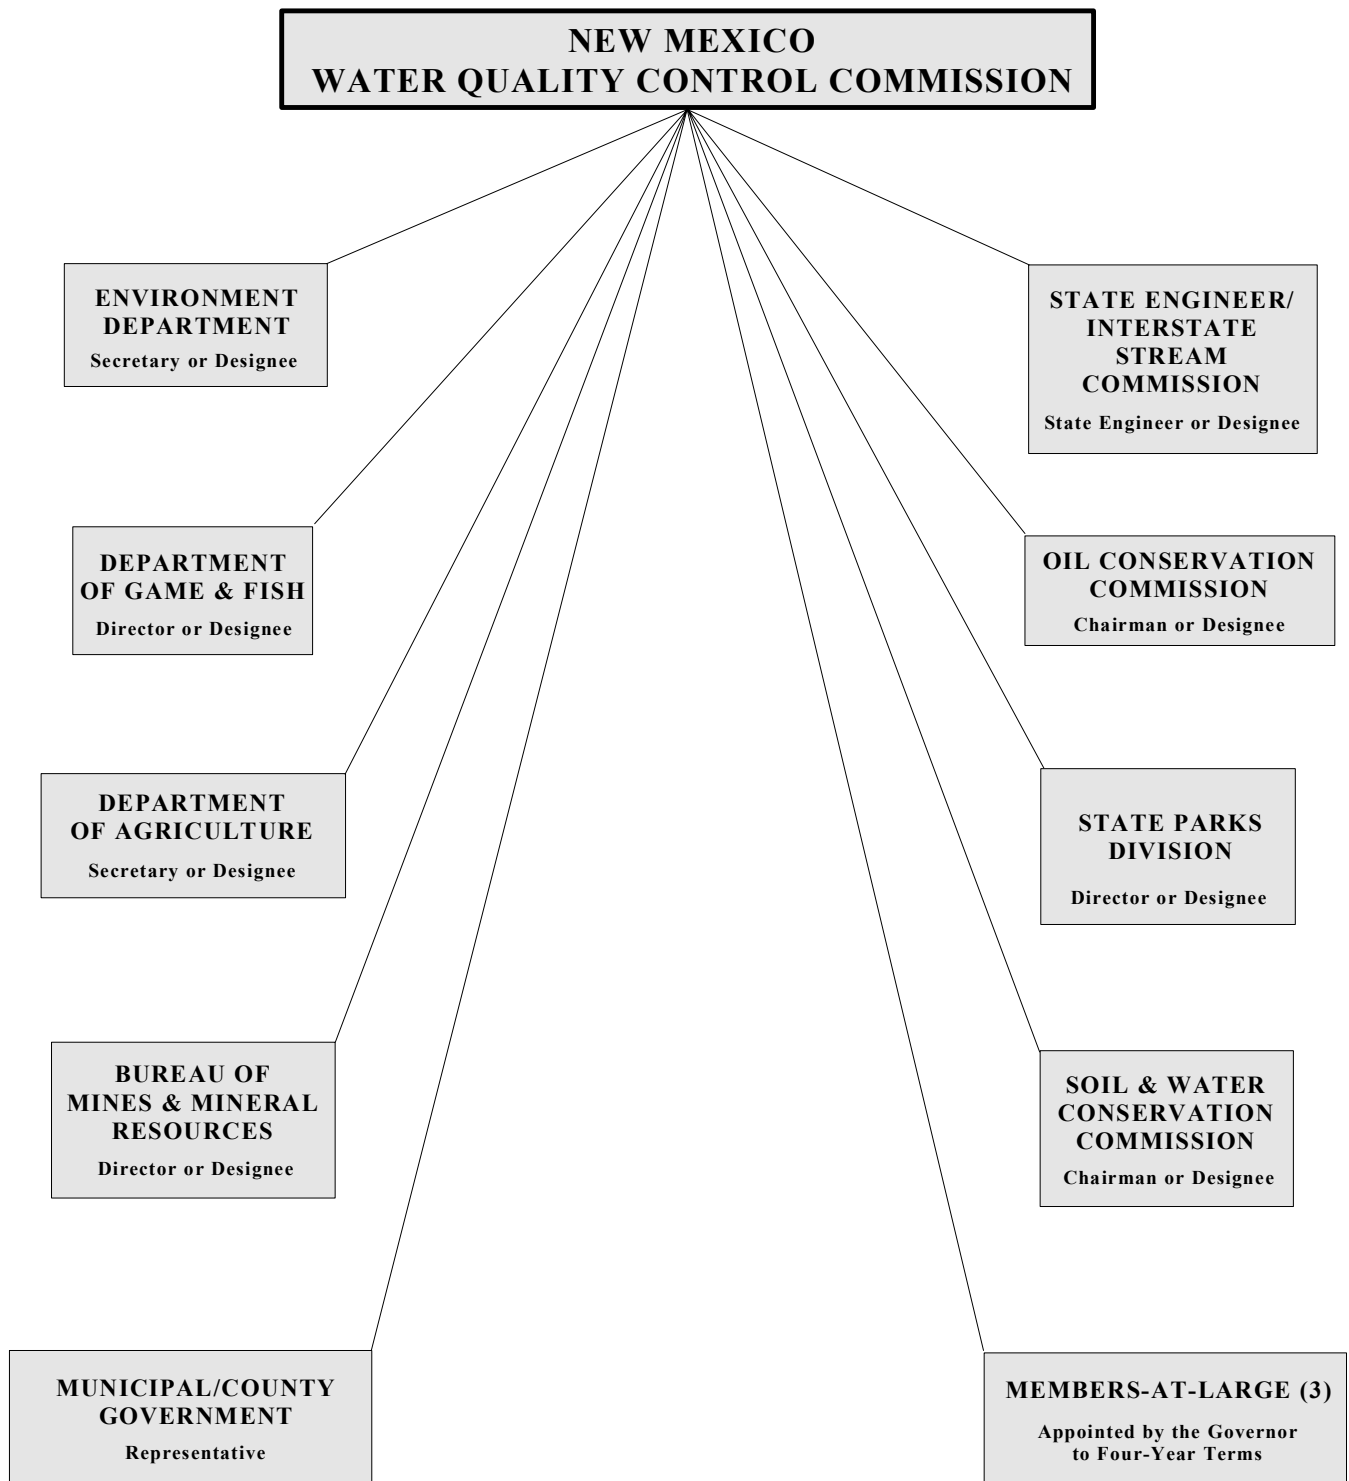 NEW MEXICO
WATER QUALITY CONTROL COMMISSION
ENVIRONMENT
DEPARTMENT
Secretary or Designee
STATE ENGINEER/
INTERSTATE
STREAM
COMMISSION
State Engineer or Designee
DEPARTMENT
OF GAME & FISH
Director or Designee
OIL CONSERVATION
COMMISSION
Chairman or Designee
DEPARTMENT
OF AGRICULTURE
Secretary or Designee
STATE PARKS
DIVISION
Director or Designee
BUREAU OF
MINES & MINERAL
RESOURCES
Director or Designee
SOIL & WATER
CONSERVATION
COMMISSION
Chairman or Designee
MUNICIPAL/COUNTY
GOVERNMENT
Representative
MEMBERS-AT-LARGE (3)
Appointed by the Governor
to Four-Year Terms